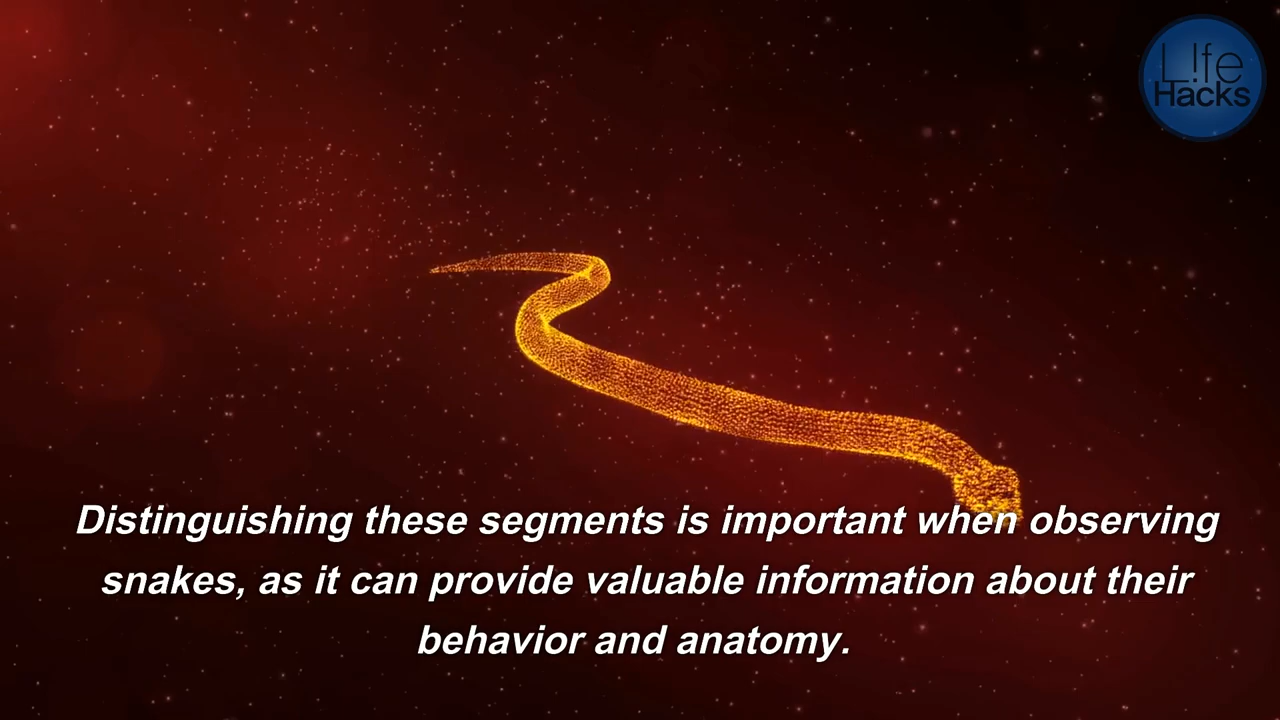 L!fe
Hacks
Distinguishing these segments is important when observing
snakes, as it can provide valuable information about their
behavior and anatomy.